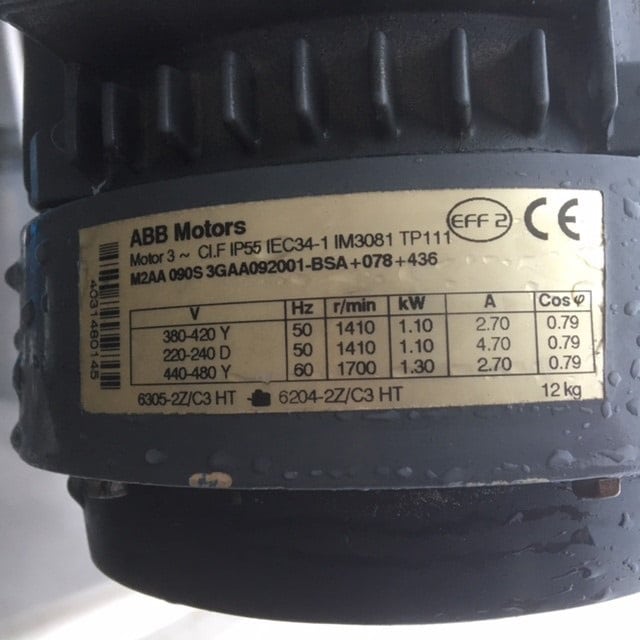 ABB Motors
EFF 2 CE
Motor 3 ~ Cl.F IP55 IEC34-1 IM3081 TP111
M2AA 090S 3GAA092001-BSA+078+436
4031480145
V Hz r/min kW A Cos φ
380-420 Y 50 1410 1.10 2.70 0.79
220-240 D 50 1410 1.10 4.70 0.79
440-480 Y 60 1700 1.30 2.70 0.79
6305-2Z/C3 HT 6204-2Z/C3 HT 12 kg